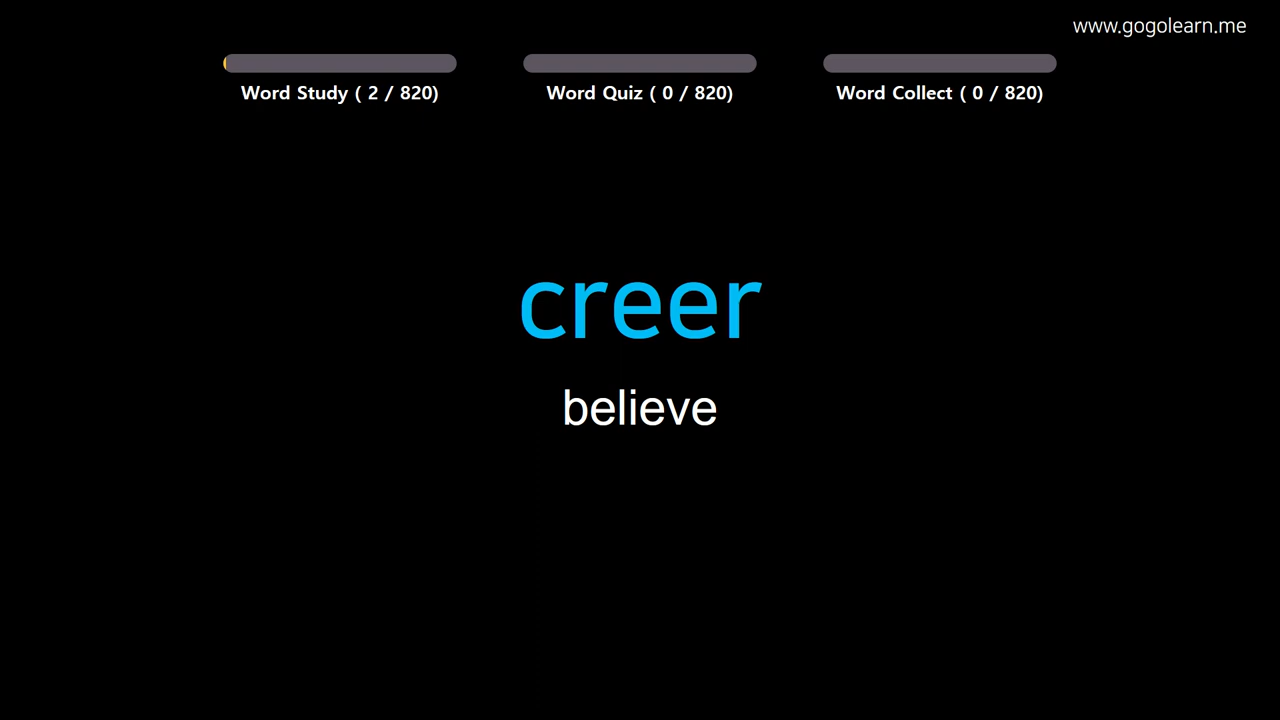 www.gogolearn.me
Word Study ( 2 / 820)
Word Quiz ( 0 / 820)
Word Collect ( 0 / 820)
creer
believe